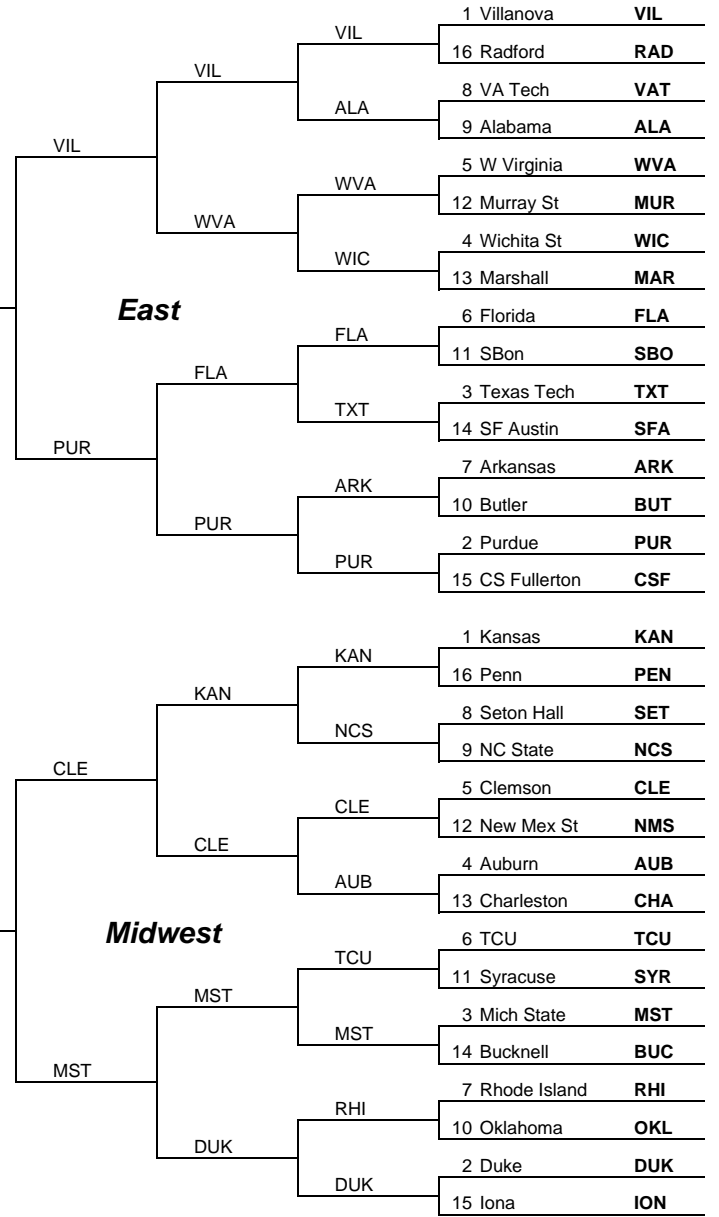 1 Villanova VIL
VIL
16 Radford RAD
VIL
8 VA Tech VAT
ALA
9 Alabama ALA
VIL
5 W Virginia WVA
WVA
12 Murray St MUR
WVA
4 Wichita St WIC
WIC
13 Marshall MAR
East
6 Florida FLA
FLA
11 SBon SBO
FLA
3 Texas Tech TXT
TXT
14 SF Austin SFA
PUR
7 Arkansas ARK
ARK
10 Butler BUT
PUR
2 Purdue PUR
PUR
15 CS Fullerton CSF
1 Kansas KAN
KAN
16 Penn PEN
KAN
8 Seton Hall SET
NCS
9 NC State NCS
CLE
5 Clemson CLE
CLE
12 New Mex St NMS
CLE
4 Auburn AUB
AUB
13 Charleston CHA
Midwest
6 TCU TCU
TCU
11 Syracuse SYR
MST
3 Mich State MST
MST
14 Bucknell BUC
MST
7 Rhode Island RHI
RHI
10 Oklahoma OKL
DUK
2 Duke DUK
DUK
15 Iona ION